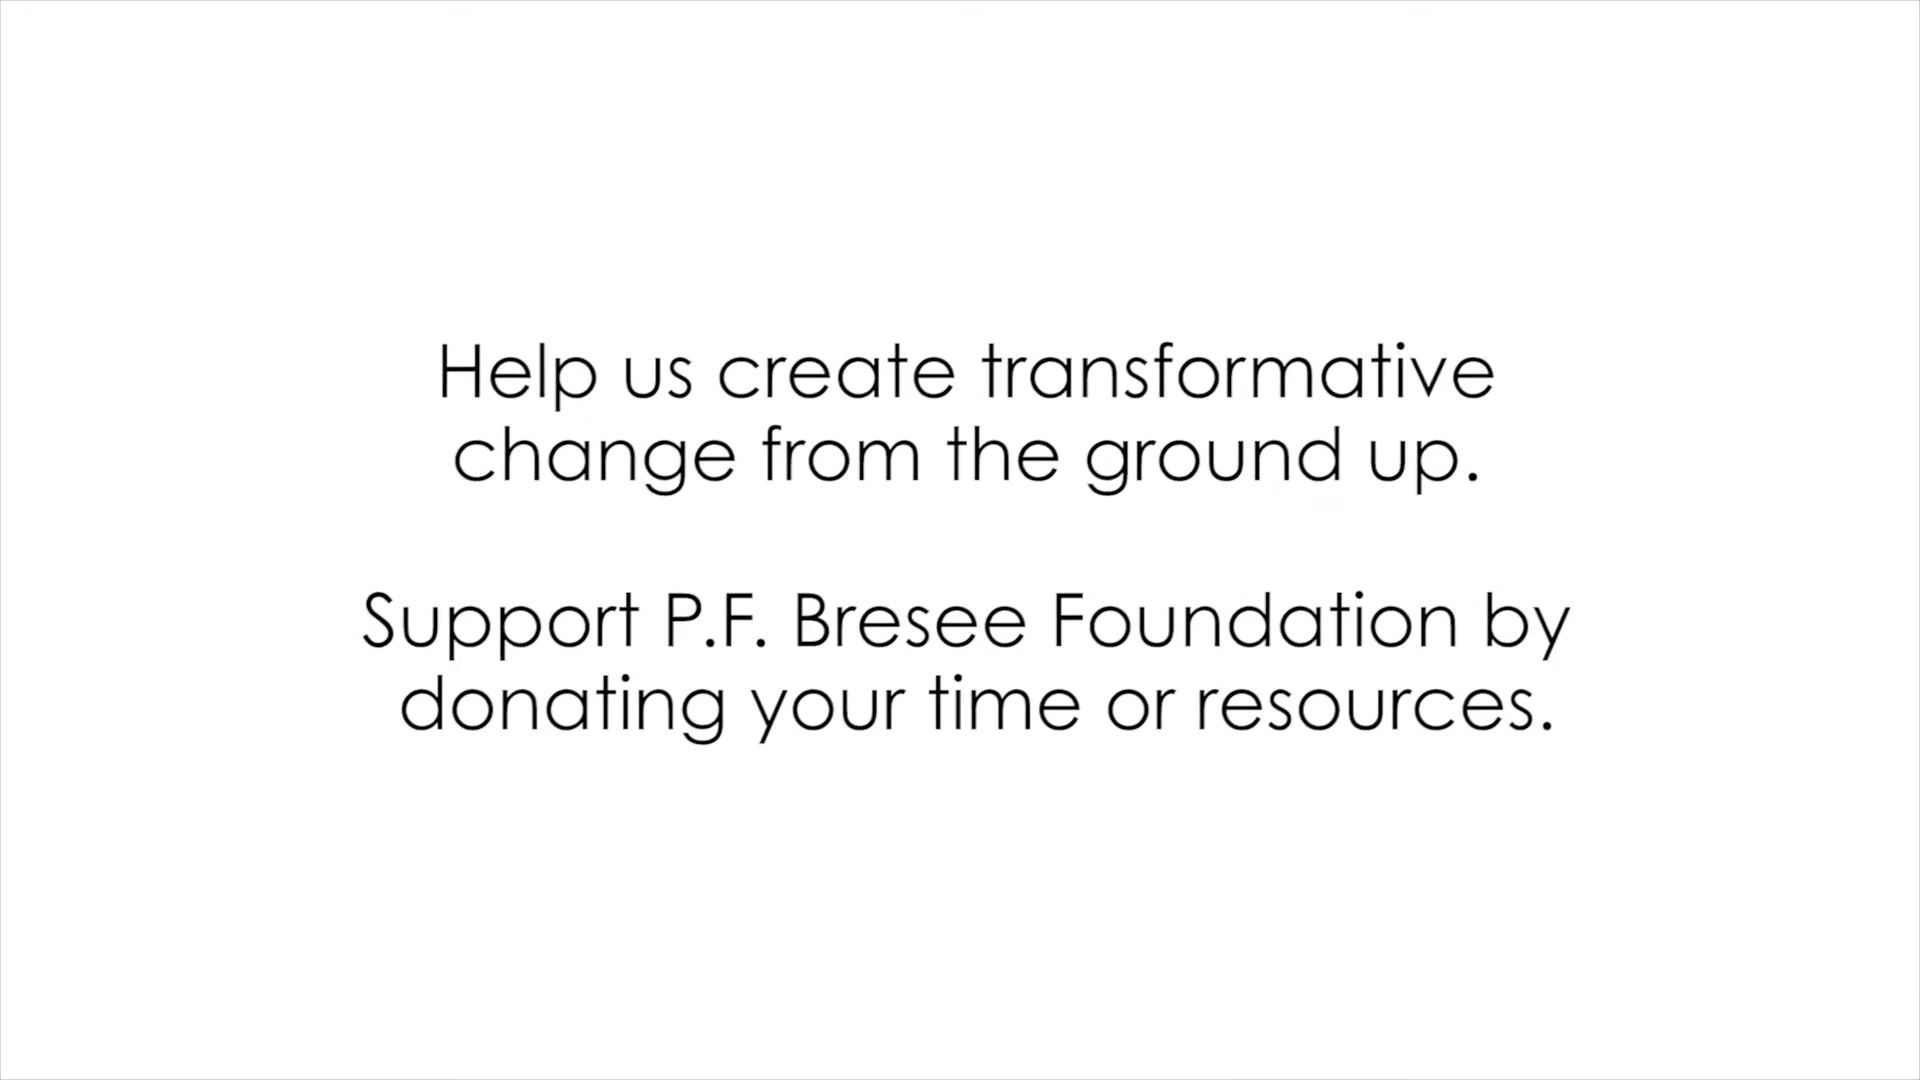 Help us create transformative
change from the ground up.
Support P.F. Bresee Foundation by
donating your time or resources.